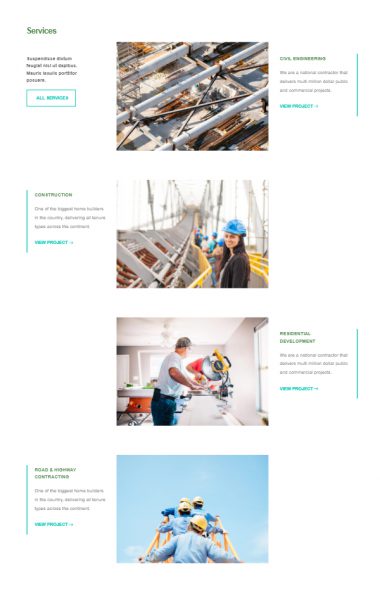 Services
Suspendisse dictum
feugiat nisl ut dapibus.
Mauris iaculis porttitor
posuere.
ALL SERVICES
CIVIL ENGINEERING
We are a national contractor that
delivers multi million dollar public
and commercial projects.
VIEW PROJECT →
CONSTRUCTION
One of the biggest home builders
in the country, delivering all tenure
types across the continent.
VIEW PROJECT →
RESIDENTIAL
DEVELOPMENT
We are a national contractor that
delivers multi million dollar public
and commercial projects.
VIEW PROJECT →
ROAD & HIGHWAY
CONTRACTING
One of the biggest home builders
in the country, delivering all tenure
types across the continent.
VIEW PROJECT →